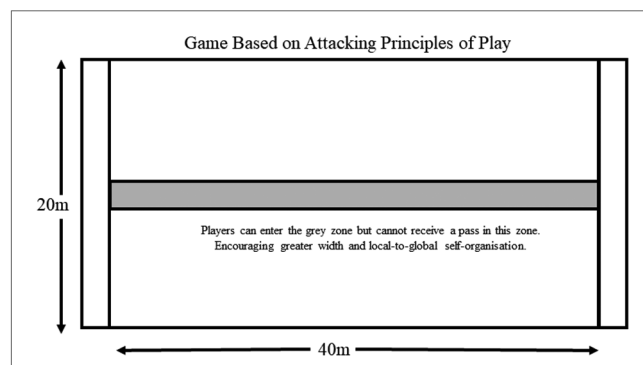 Game Based on Attacking Principles of Play
20m
Players can enter the grey zone but cannot receive a pass in this zone.
Encouraging greater width and local-to-global self-organisation.
40m